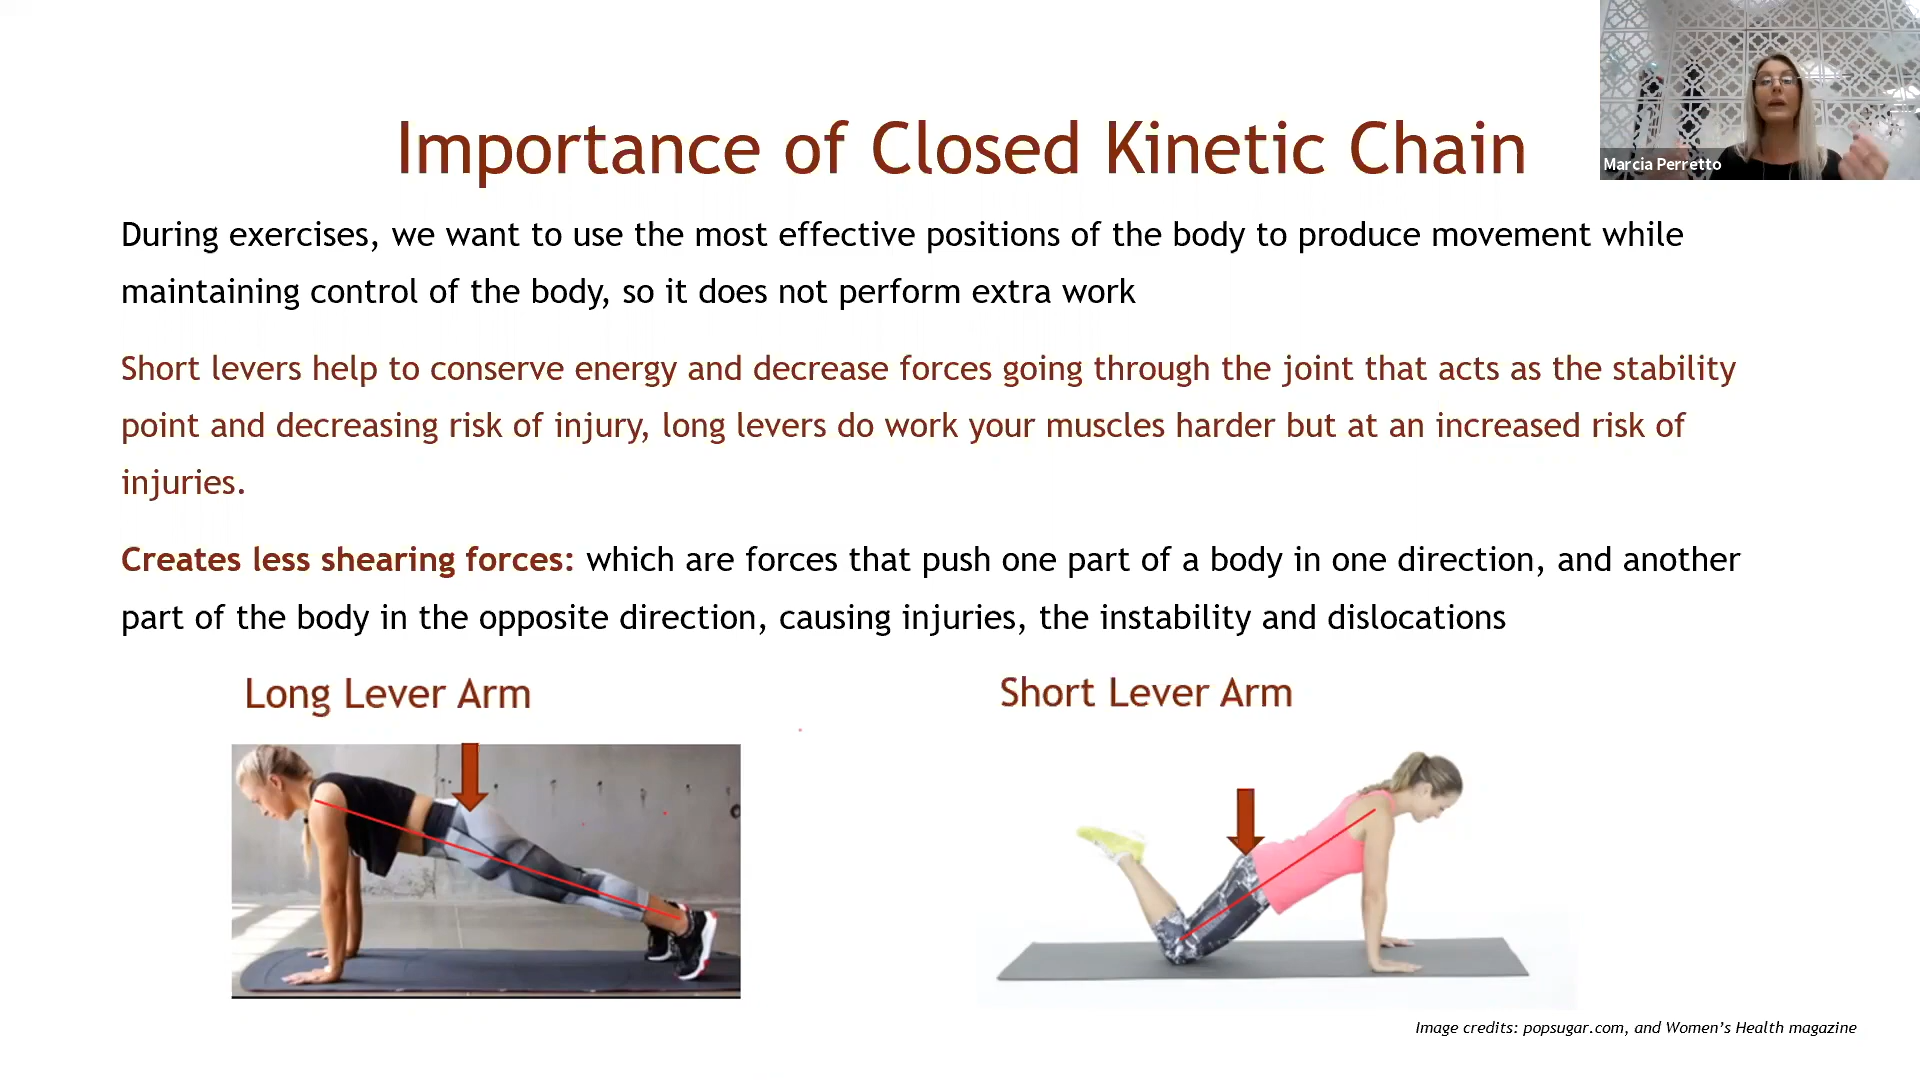 Marcia Perretto
Importance of Closed Kinetic Chain
During exercises, we want to use the most effective positions of the body to produce movement while
maintaining control of the body, so it does not perform extra work
Short levers help to conserve energy and decrease forces going through the joint that acts as the stability
point and decreasing risk of injury, long levers do work your muscles harder but at an increased risk of
injuries.
Creates less shearing forces: which are forces that push one part of a body in one direction, and another
part of the body in the opposite direction, causing injuries, the instability and dislocations
Long Lever Arm
Short Lever Arm
Image credits: popsugar.com, and Women's Health magazine